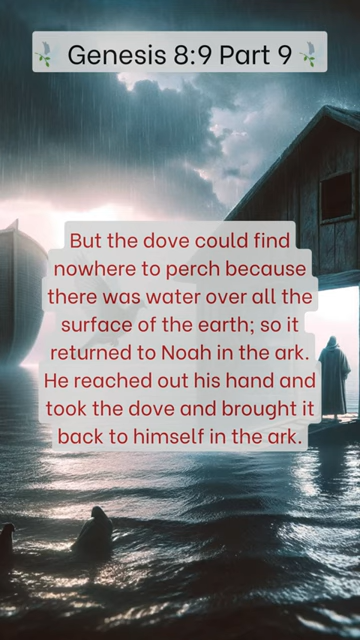 🕊️ Genesis 8:9 Part 9 🕊️
But the dove could find
nowhere to perch because
there was water over all the
surface of the earth; so it
returned to Noah in the ark.
He reached out his hand and
took the dove and brought it
back to himself in the ark.